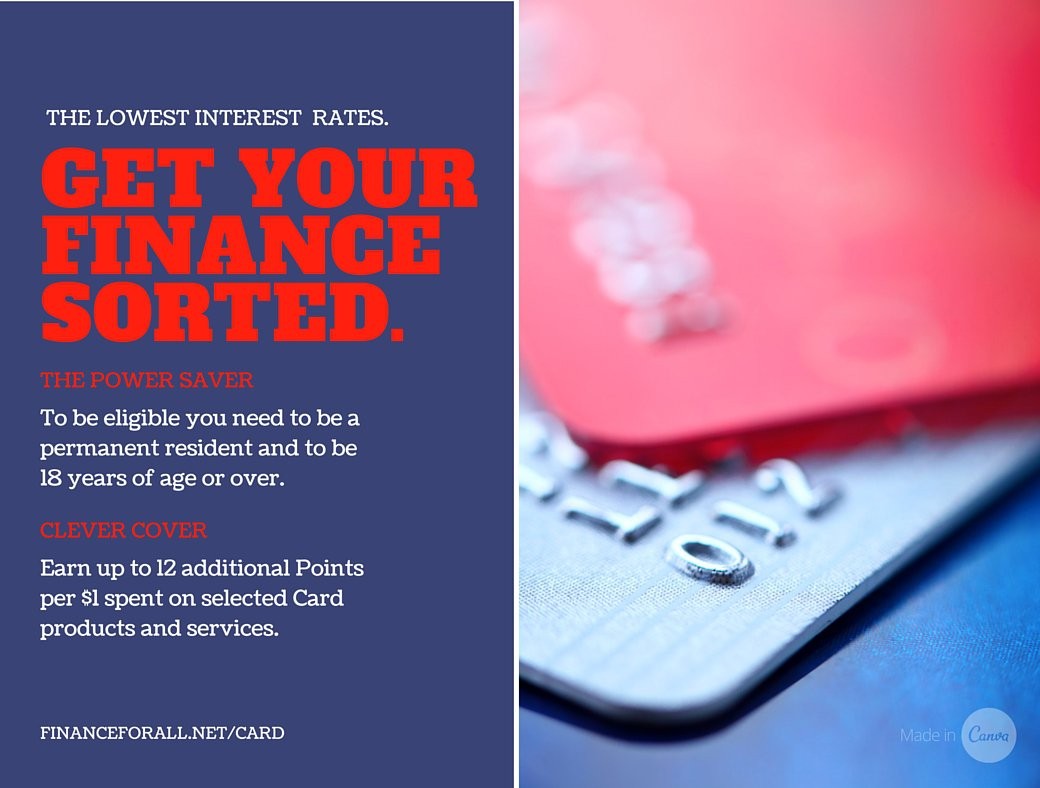 THE LOWEST INTEREST RATES.
GET YOUR
FINANCE
SORTED.
THE POWER SAVER
To be eligible you need to be a
permanent resident and to be
18 years of age or over.
CLEVER COVER
Earn up to 12 additional Points
per $1 spent on selected Card
products and services.
FINANCEFORALL.NET/CARD
Made in Canva